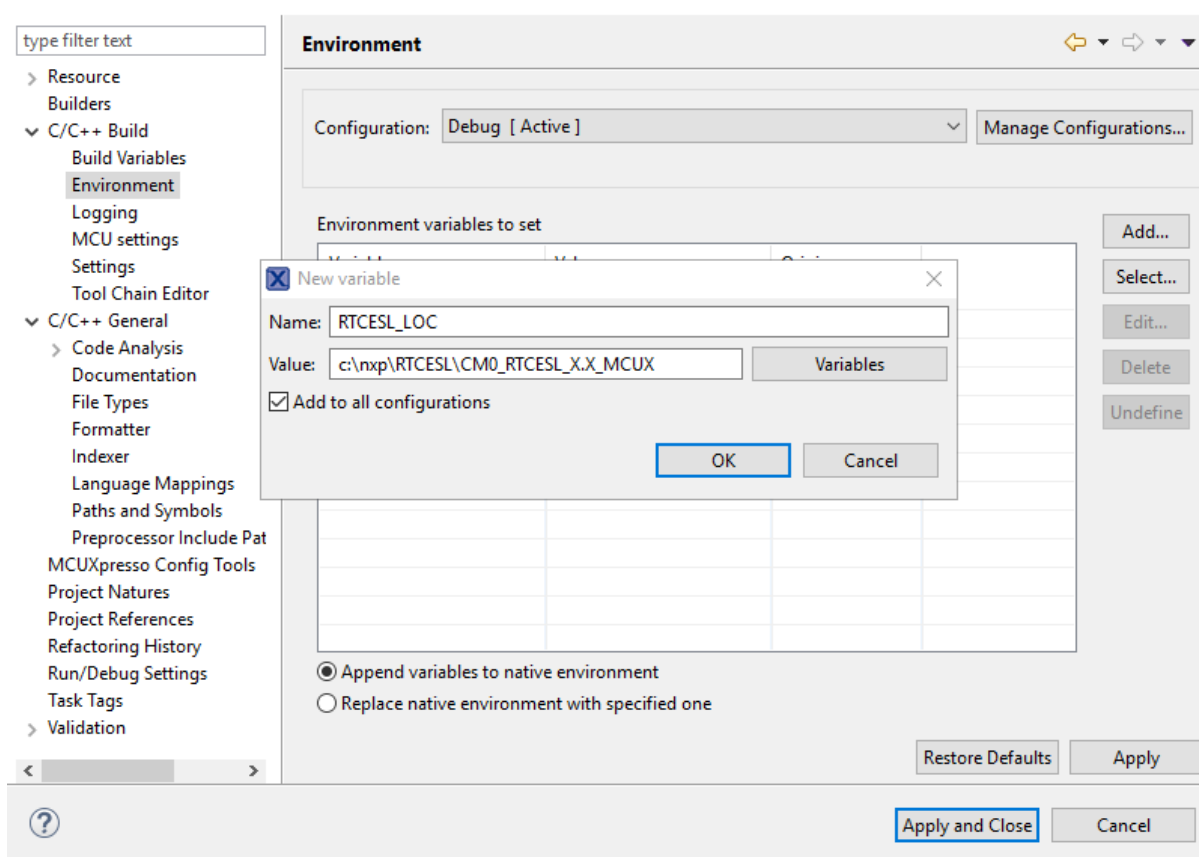 type filter text
Resource
Builders
C/C++ Build
Build Variables
Environment
Logging
MCU settings
Settings
Tool Chain Editor
C/C++ General
Code Analysis
Documentation
File Types
Formatter
Indexer
Language Mappings
Paths and Symbols
Preprocessor Include Pat
MCUXpresso Config Tools
Project Natures
Project References
Refactoring History
Run/Debug Settings
Task Tags
Validation
Environment
Configuration: Debug [ Active ] Manage Configurations...
Environment variables to set
Add...
Select...
Edit...
Delete
Undefine
New variable
Name: RTCESL_LOC
Value: c:\nxp\RTCESL\CM0_RTCESL_X.X_MCUX Variables
Add to all configurations
OK Cancel
Append variables to native environment
Replace native environment with specified one
Restore Defaults Apply
Apply and Close Cancel